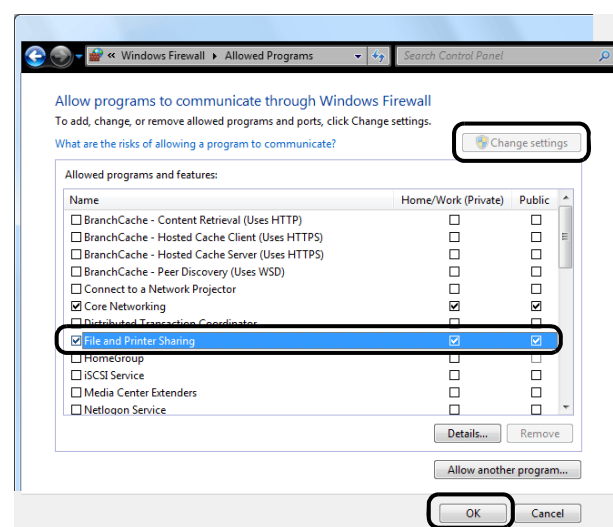 « Windows Firewall Allowed Programs Search Control Panel
Allow programs to communicate through Windows Firewall
To add, change, or remove allowed programs and ports, click Change settings.
What are the risks of allowing a program to communicate?
Change settings
Allowed programs and features:
Name Home/Work (Private) Public
BranchCache - Content Retrieval (Uses HTTP)
BranchCache - Hosted Cache Client (Uses HTTPS)
BranchCache - Hosted Cache Server (Uses HTTPS)
BranchCache - Peer Discovery (Uses WSD)
Connect to a Network Projector
Core Networking
Distributed Transaction Coordinator
File and Printer Sharing
HomeGroup
iSCSI Service
Media Center Extenders
Netlogon Service
Details... Remove
Allow another program...
OK Cancel